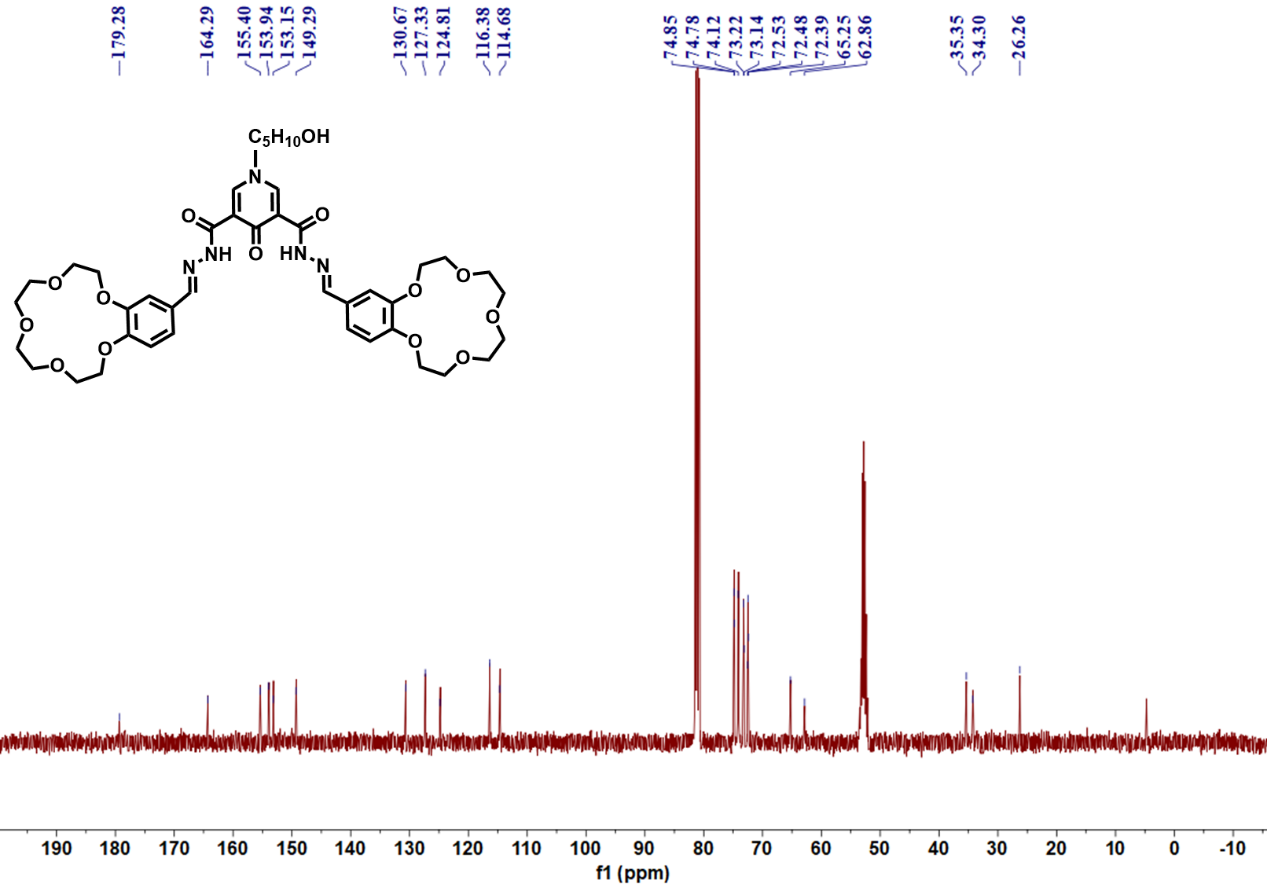 179.28
164.29
155.40
153.94
153.15
149.29
130.67
127.33
124.81
116.38
114.68
74.85
74.78
74.12
73.22
73.14
72.53
72.48
72.39
65.25
62.86
35.35
34.30
26.26
C5H10OH
N
O
O
NH
O
HN
N
N
O
O
O
O
O
O
O
O
O
O
190 180 170 160 150 140 130 120 110 100 90 80 70 60 50 40 30 20 10 0 -10
f1 (ppm)